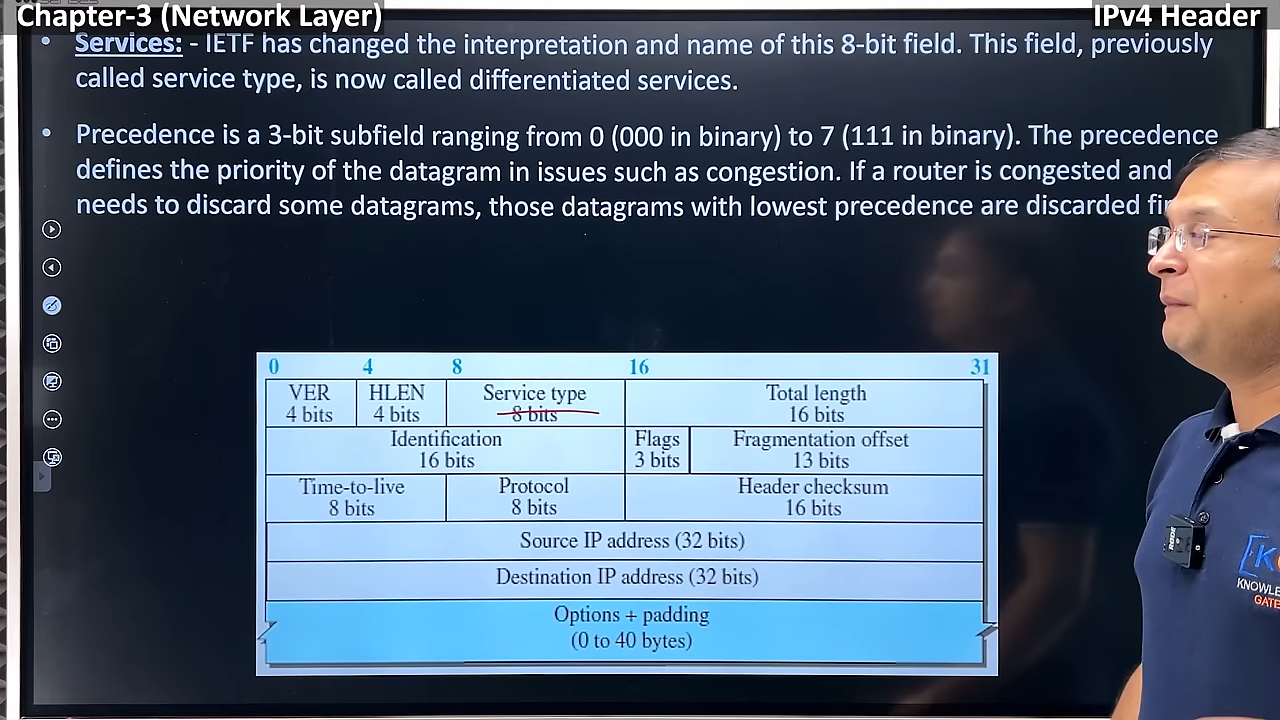 Chapter-3 (Network Layer)
IPv4 Header
• Services: - IETF has changed the interpretation and name of this 8-bit field. This field, previously
called service type, is now called differentiated services.
• Precedence is a 3-bit subfield ranging from 0 (000 in binary) to 7 (111 in binary). The precedence
defines the priority of the datagram in issues such as congestion. If a router is congested and
needs to discard some datagrams, those datagrams with lowest precedence are discarded
0 4 8 16 31
VER HLEN Service type Total length
4 bits 4 bits 8 bits 16 bits
Identification Flags Fragmentation offset
16 bits 3 bits 13 bits
Time-to-live Protocol Header checksum
8 bits 8 bits 16 bits
Source IP address (32 bits)
Destination IP address (32 bits)
Options + padding
(0 to 40 bytes)
RODE
GATE